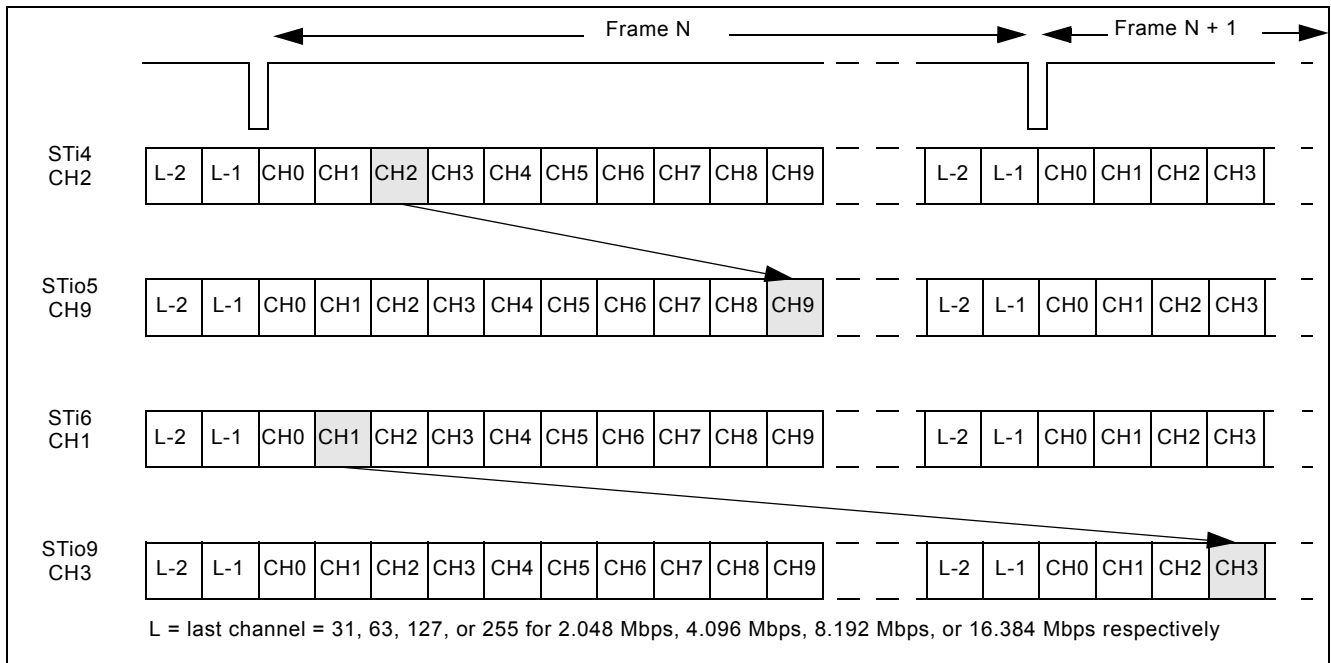 Frame N Frame N + 1
STi4
CH2
L-2 L-1 CH0 CH1 CH2 CH3 CH4 CH5 CH6 CH7 CH8 CH9 L-2 L-1 CH0 CH1 CH2 CH3
STio5
CH9
L-2 L-1 CH0 CH1 CH2 CH3 CH4 CH5 CH6 CH7 CH8 CH9 L-2 L-1 CH0 CH1 CH2 CH3
STi6
CH1
L-2 L-1 CH0 CH1 CH2 CH3 CH4 CH5 CH6 CH7 CH8 CH9 L-2 L-1 CH0 CH1 CH2 CH3
STio9
CH3
L-2 L-1 CH0 CH1 CH2 CH3 CH4 CH5 CH6 CH7 CH8 CH9 L-2 L-1 CH0 CH1 CH2 CH3
L = last channel = 31, 63, 127, or 255 for 2.048 Mbps, 4.096 Mbps, 8.192 Mbps, or 16.384 Mbps respectively